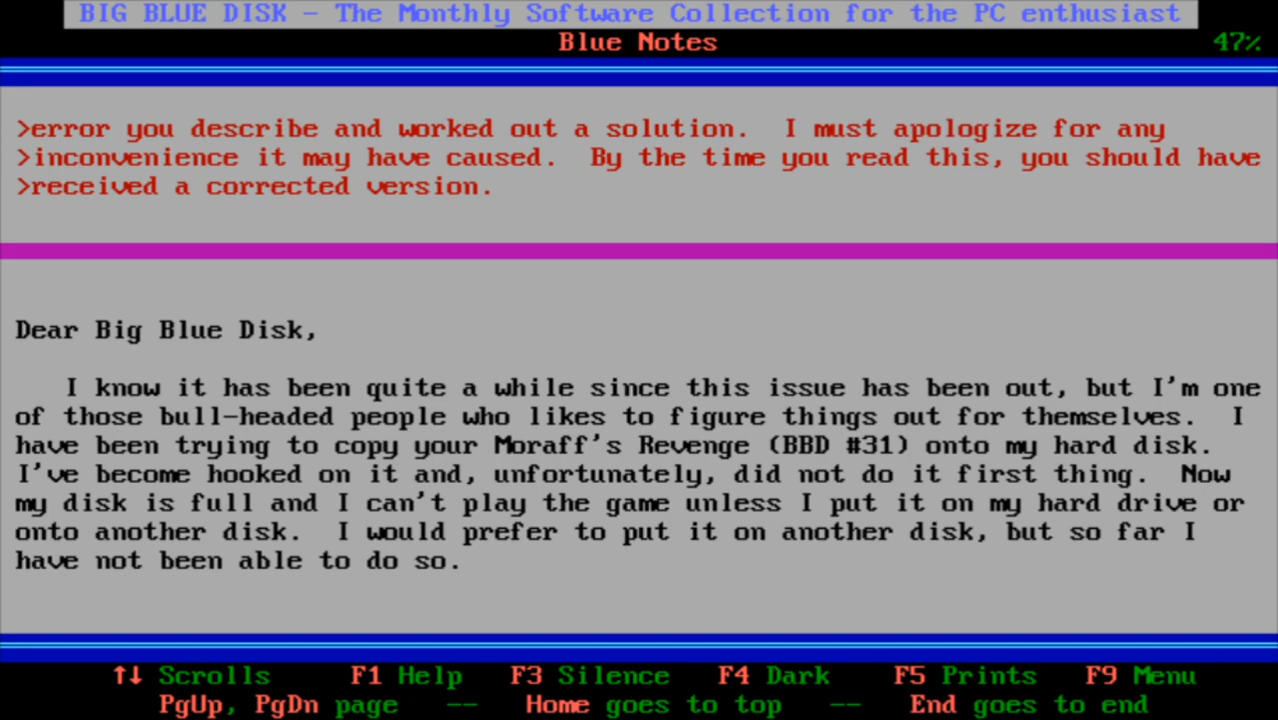 BIG BLUE DISK - The Monthly Software Collection for the PC enthusiast
Blue Notes 47%
>error you describe and worked out a solution.  I must apologize for any
>inconvenience it may have caused.  By the time you read this, you should have
>received a corrected version.
Dear Big Blue Disk,
I know it has been quite a while since this issue has been out, but I'm one
of those bull-headed people who likes to figure things out for themselves.  I
have been trying to copy your Moraff's Revenge (BBD #31) onto my hard disk.
I've become hooked on it and, unfortunately, did not do it first thing.  Now
my disk is full and I can't play the game unless I put it on my hard drive or
onto another disk.  I would prefer to put it on another disk, but so far I
have not been able to do so.
↑↓ Scrolls F1 Help F3 Silence F4 Dark F5 Prints F9 Menu
PgUp, PgDn page -- Home goes to top -- End goes to end